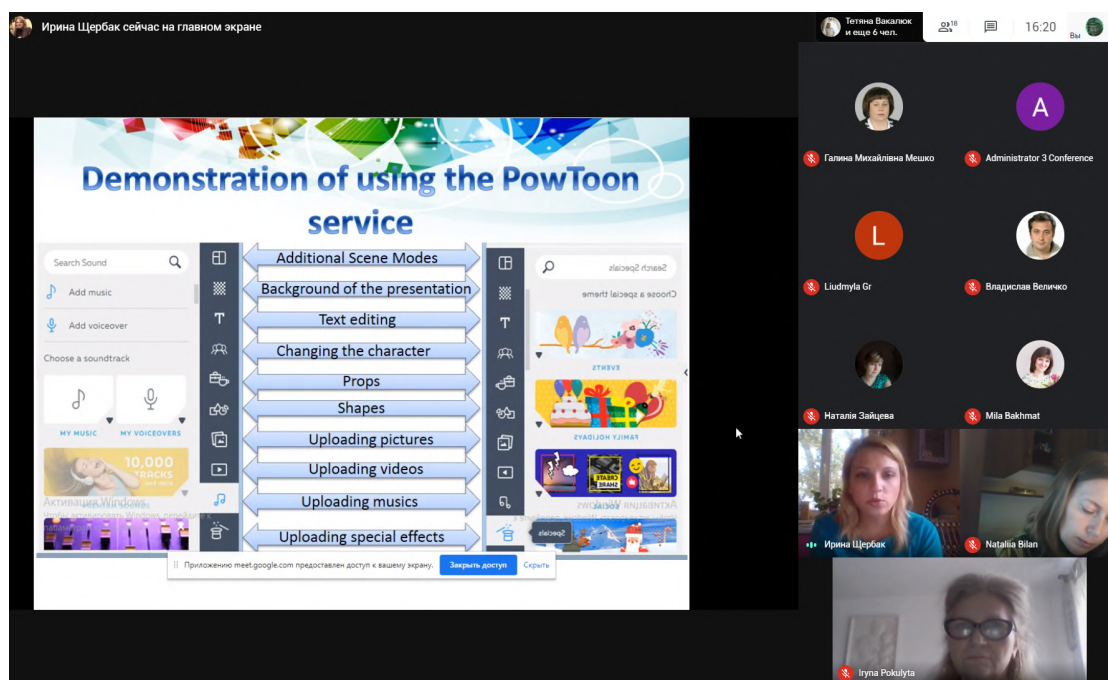 Ирина Щербак сейчас на главном экране
Тетяна Вакалюк
и еще 6 чел.
18
16:20
Вы
Demonstration of using the PowToon
service
Search Sound
Add music
Add voiceover
Choose a soundtrack
MY MUSIC
MY VOICEOVERS
10,000
TRACKS
Активация Windows
Additional Scene Modes
Background of the presentation
Text editing
Changing the character
Props
Shapes
Uploading pictures
Uploading videos
Uploading musics
Uploading special effects
Search Specials
Choose a special theme
EVENTS
FAMILY HOLIDAYS
CREATE
SHARE
SOCIAL
Активация Windows
Specials
Приложению meet.google.com предоставлен доступ к вашему экрану.
Закрыть доступ
Скрыть
Галина Михайлівна Мешко
A
Administrator 3 Conference
L
Liudmyla Gr
Владислав Величко
Наталія Зайцева
Mila Bakhmat
Ирина Щербак
Nataliia Bilan
Iryna Pokulyta